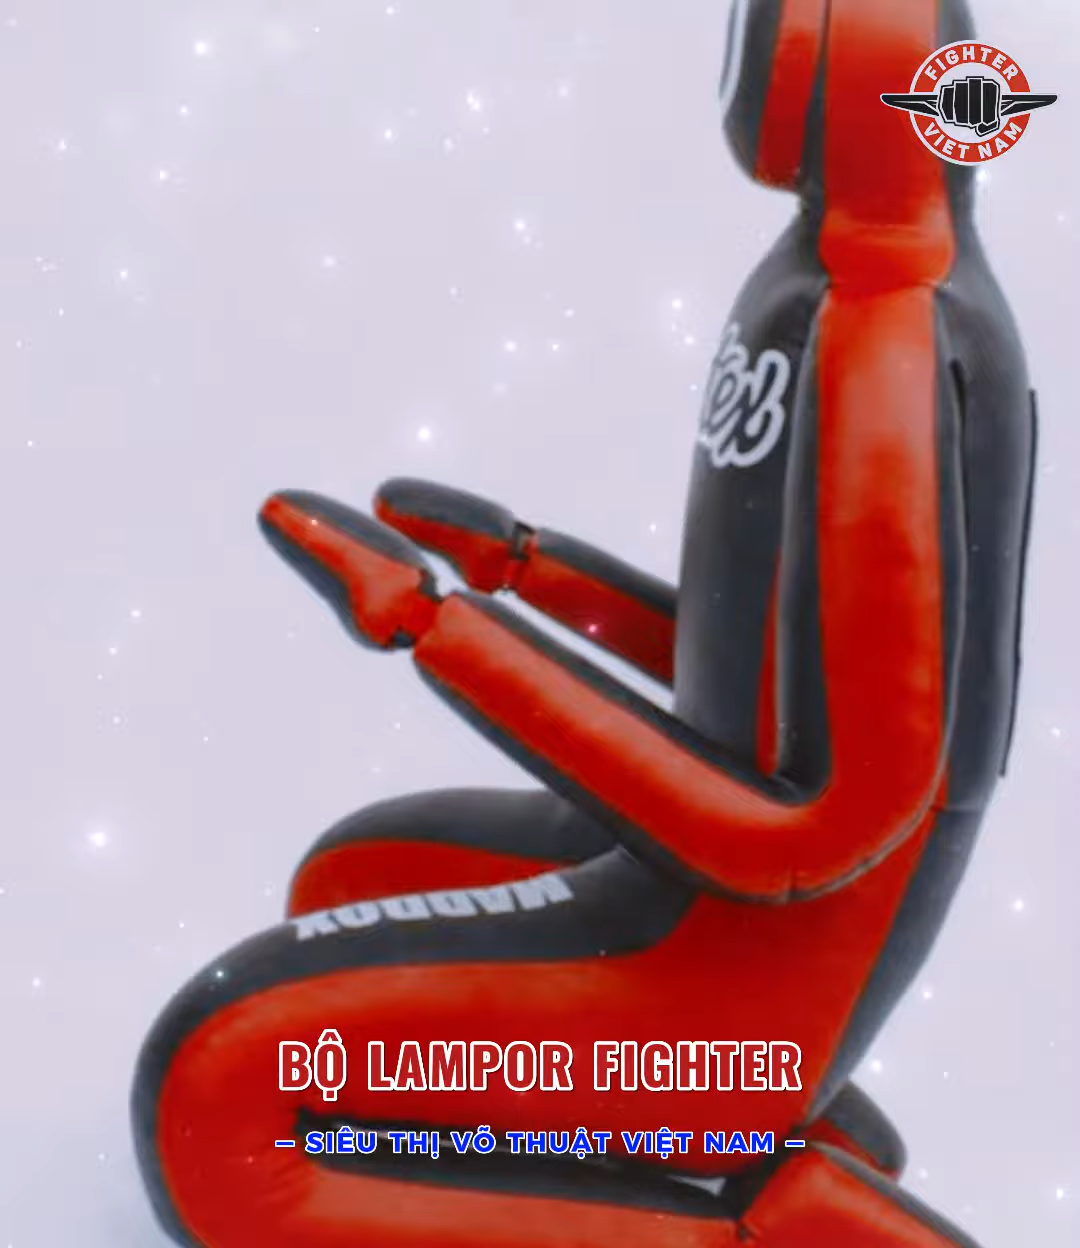 FIGHTER
VIET NAM
MADDOX
BỘ LAMPOR FIGHTER
– SIÊU THỊ VÕ THUẬT VIỆT NAM –